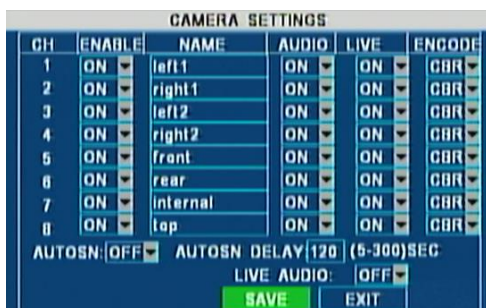 CAMERA SETTINGS
CH ENABLE NAME AUDIO LIVE ENCODE
1 ON left1 ON ON CBR
2 ON right1 ON ON CBR
3 ON left2 ON ON CBR
4 ON right2 ON ON CBR
5 ON front ON ON CBR
6 ON rear ON ON CBR
7 ON internal ON ON CBR
8 ON top ON ON CBR
AUTOSN: OFF AUTOSN DELAY 120 (5-300)SEC
LIVE AUDIO: OFF
SAVE EXIT